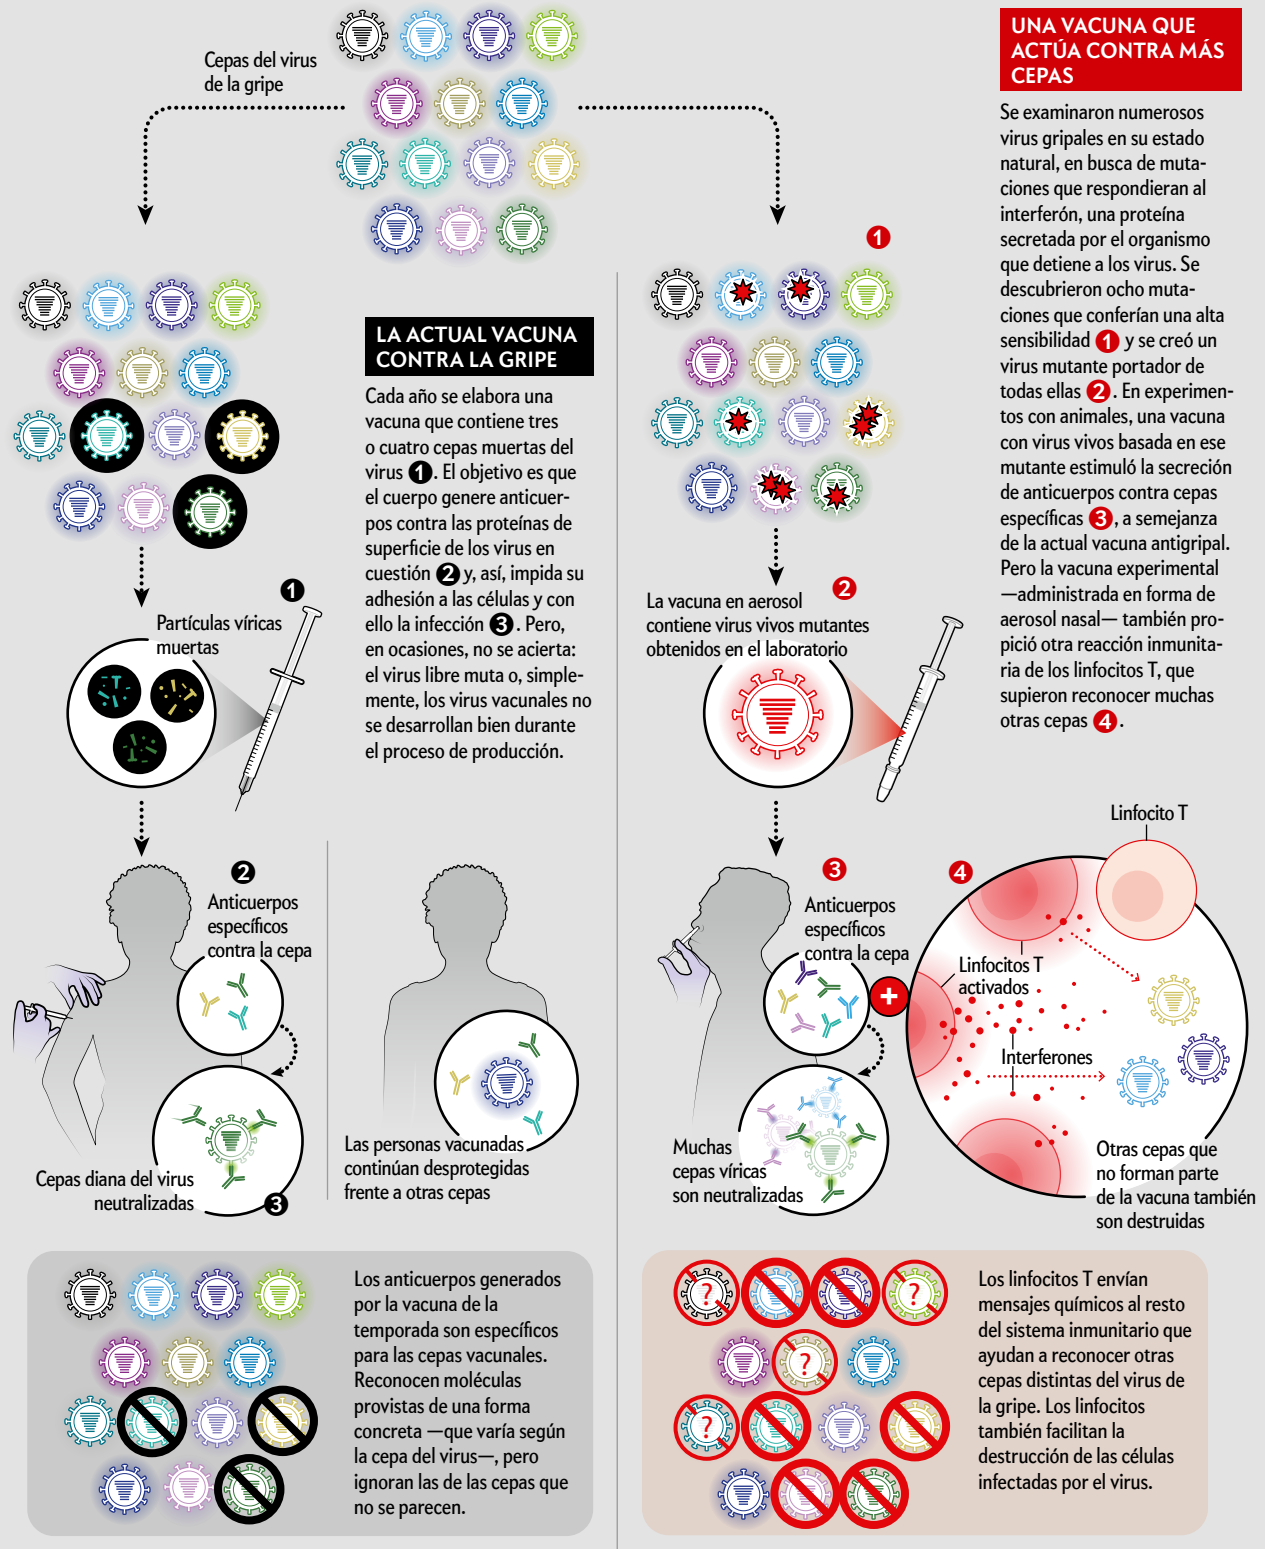 Cepas del virus
de la gripe
UNA VACUNA QUE
ACTÚA CONTRA MÁS
CEPAS
Se examinaron numerosos
virus gripales en su estado
natural, en busca de muta-
ciones que respondieran al
interferón, una proteína
secretada por el organismo
que detiene a los virus. Se
descubrieron ocho muta-
ciones que conferían una alta
sensibilidad 1 y se creó un
virus mutante portador de
todas ellas 2. En experimen-
tos con animales, una vacuna
con virus vivos basada en ese
mutante estimuló la secreción
de anticuerpos contra cepas
específicas 3, a semejanza
de la actual vacuna antigripal.
Pero la vacuna experimental
—administrada en forma de
aerosol nasal— también pro-
pició otra reacción inmunita-
ria de los linfocitos T, que
supieron reconocer muchas
otras cepas 4.
LA ACTUAL VACUNA
CONTRA LA GRIPE
Cada año se elabora una
vacuna que contiene tres
o cuatro cepas muertas del
virus 1. El objetivo es que
el cuerpo genere anticuer-
pos contra las proteínas de
superficie de los virus en
cuestión 2 y, así, impida su
adhesión a las células y con
ello la infección 3. Pero,
en ocasiones, no se acierta:
el virus libre muta o, simple-
mente, los virus vacunales no
se desarrollan bien durante
el proceso de producción.
1
Partículas víricas
muertas
2
Anticuerpos
específicos
contra la cepa
Cepas diana del virus
neutralizadas
3
Las personas vacunadas
continúan desprotegidas
frente a otras cepas
Los anticuerpos generados
por la vacuna de la
temporada son específicos
para las cepas vacunales.
Reconocen moléculas
provistas de una forma
concreta —que varía según
la cepa del virus—, pero
ignoran las de las cepas que
no se parecen.
1
2
La vacuna en aerosol
contiene virus vivos mutantes
obtenidos en el laboratorio
3
Anticuerpos
específicos
contra la cepa
+
Muchas
cepas víricas
son neutralizadas
4
Linfocito T
Linfocitos T
activados
Interferones
Otras cepas que
no forman parte
de la vacuna también
son destruidas
?
?
?
?
Los linfocitos T envían
mensajes químicos al resto
del sistema inmunitario que
ayudan a reconocer otras
cepas distintas del virus de
la gripe. Los linfocitos
también facilitan la
destrucción de las células
infectadas por el virus.